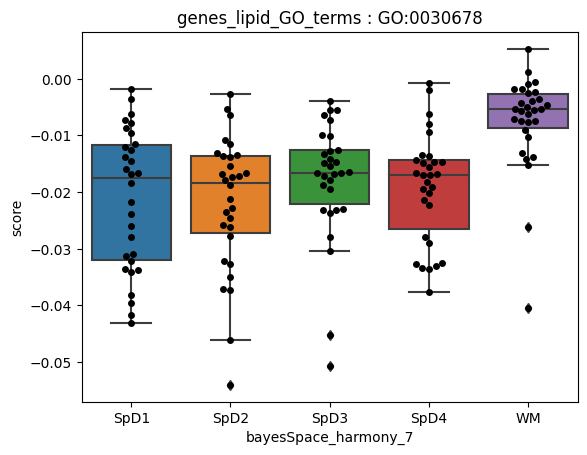 genes_lipid_GO_terms : GO:0030678
0.00
−0.01
−0.02
−0.03
−0.04
−0.05
score
SpD1 SpD2 SpD3 SpD4 WM
bayesSpace_harmony_7